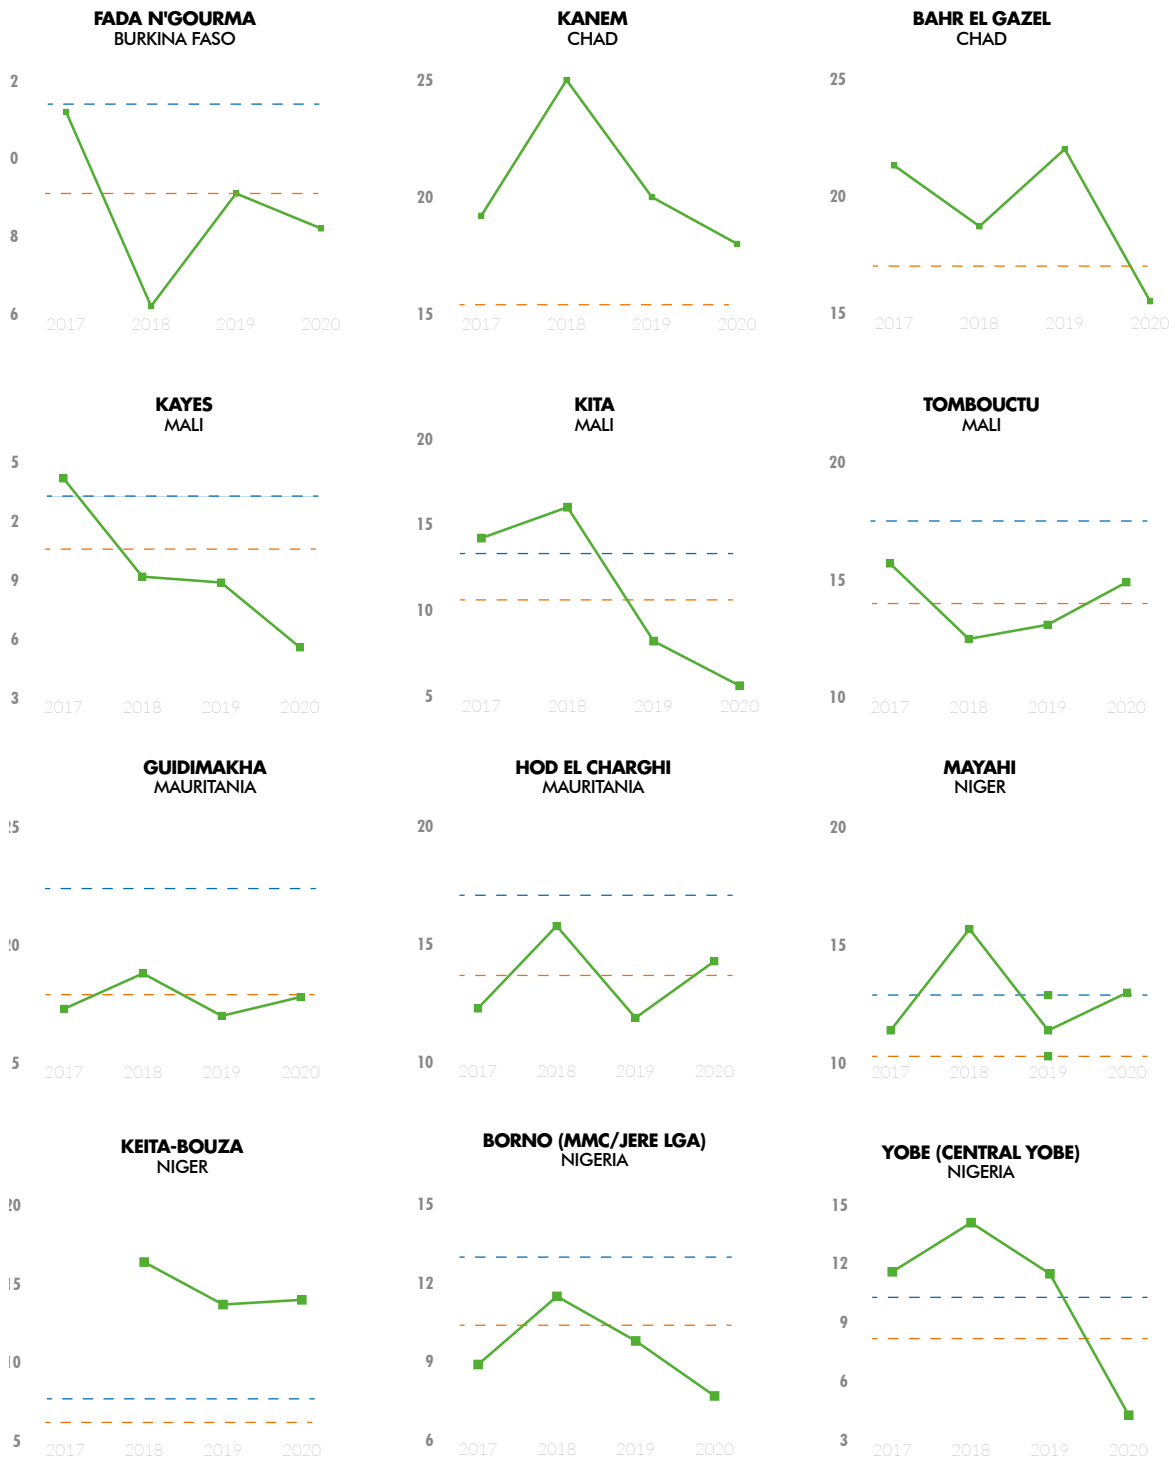 FADA N'GOURMA
BURKINA FASO
2
0
8
6
2017 2018 2019 2020
KANEM
CHAD
25
20
15
2017 2018 2019 2020
BAHR EL GAZEL
CHAD
25
20
15
2017 2018 2019 2020
KAYES
MALI
5
2
9
6
3
2017 2018 2019 2020
KITA
MALI
20
15
10
5
2017 2018 2019 2020
TOMBOUCTU
MALI
20
15
10
2017 2018 2019 2020
GUIDIMAKHA
MAURITANIA
25
20
5
2017 2018 2019 2020
HOD EL CHARGHI
MAURITANIA
20
15
10
2017 2018 2019 2020
MAYAHI
NIGER
20
15
10
2017 2018 2019 2020
KEITA-BOUZA
NIGER
20
15
10
5
2017 2018 2019 2020
BORNO (MMC/JERE LGA)
NIGERIA
15
12
9
6
2017 2018 2019 2020
YOBE (CENTRAL YOBE)
NIGERIA
15
12
9
6
3
2017 2018 2019 2020